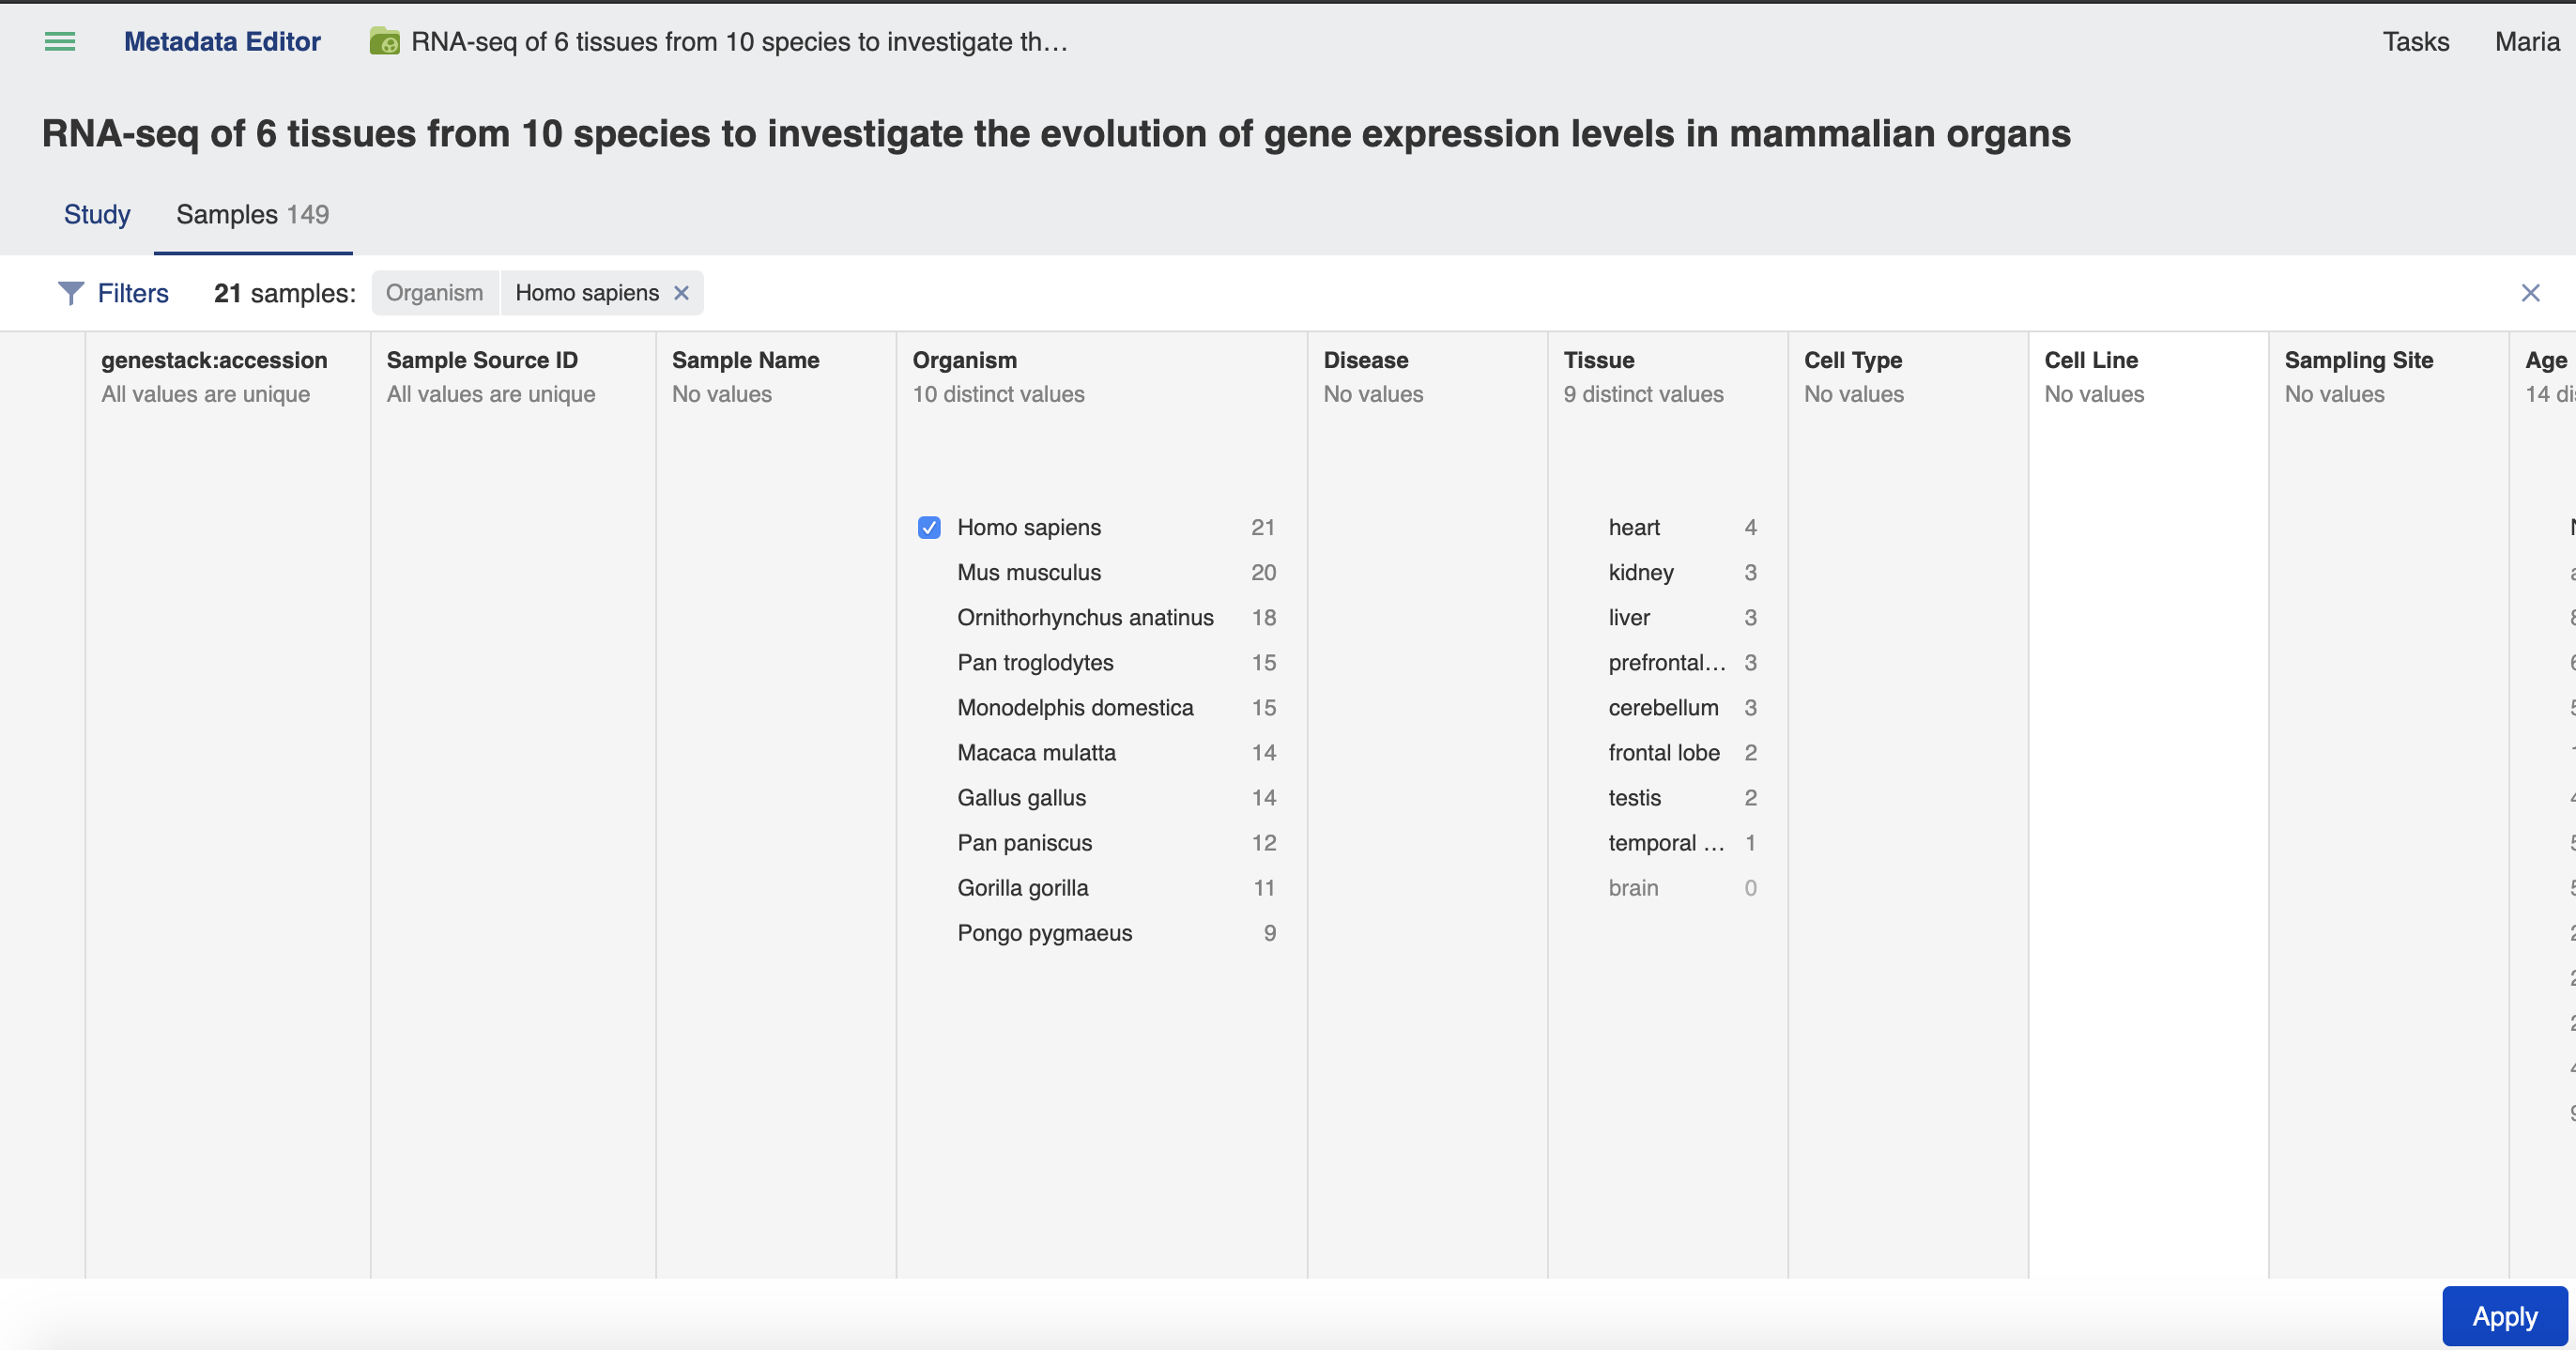 Metadata Editor RNA-seq of 6 tissues from 10 species to investigate th… Tasks Maria
RNA-seq of 6 tissues from 10 species to investigate the evolution of gene expression levels in mammalian organs
Study Samples 149
Filters 21 samples: Organism Homo sapiens
genestack:accession Sample Source ID Sample Name Organism Disease Tissue Cell Type Cell Line Sampling Site Age
All values are unique All values are unique No values 10 distinct values No values 9 distinct values No values No values No values 14
Homo sapiens 21 heart 4
Mus musculus 20 kidney 3
Ornithorhynchus anatinus 18 liver 3
Pan troglodytes 15 prefrontal… 3
Monodelphis domestica 15 cerebellum 3
Macaca mulatta 14 frontal lobe 2
Gallus gallus 14 testis 2
Pan paniscus 12 temporal … 1
Gorilla gorilla 11 brain 0
Pongo pygmaeus 9
Apply